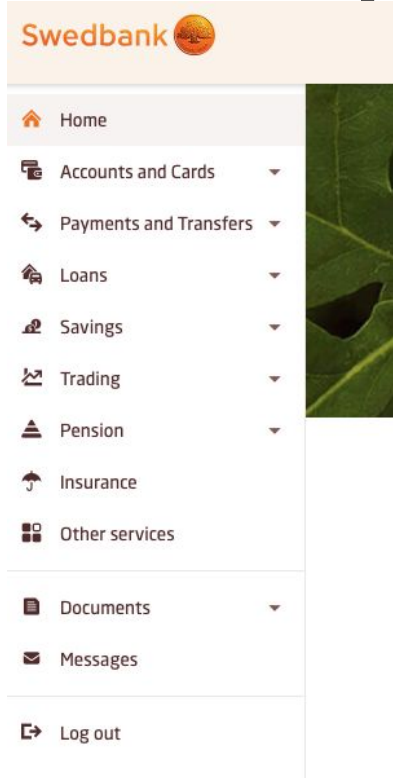 Swedbank
Home
Accounts and Cards
Payments and Transfers
Loans
Savings
Trading
Pension
Insurance
Other services
Documents
Messages
Log out